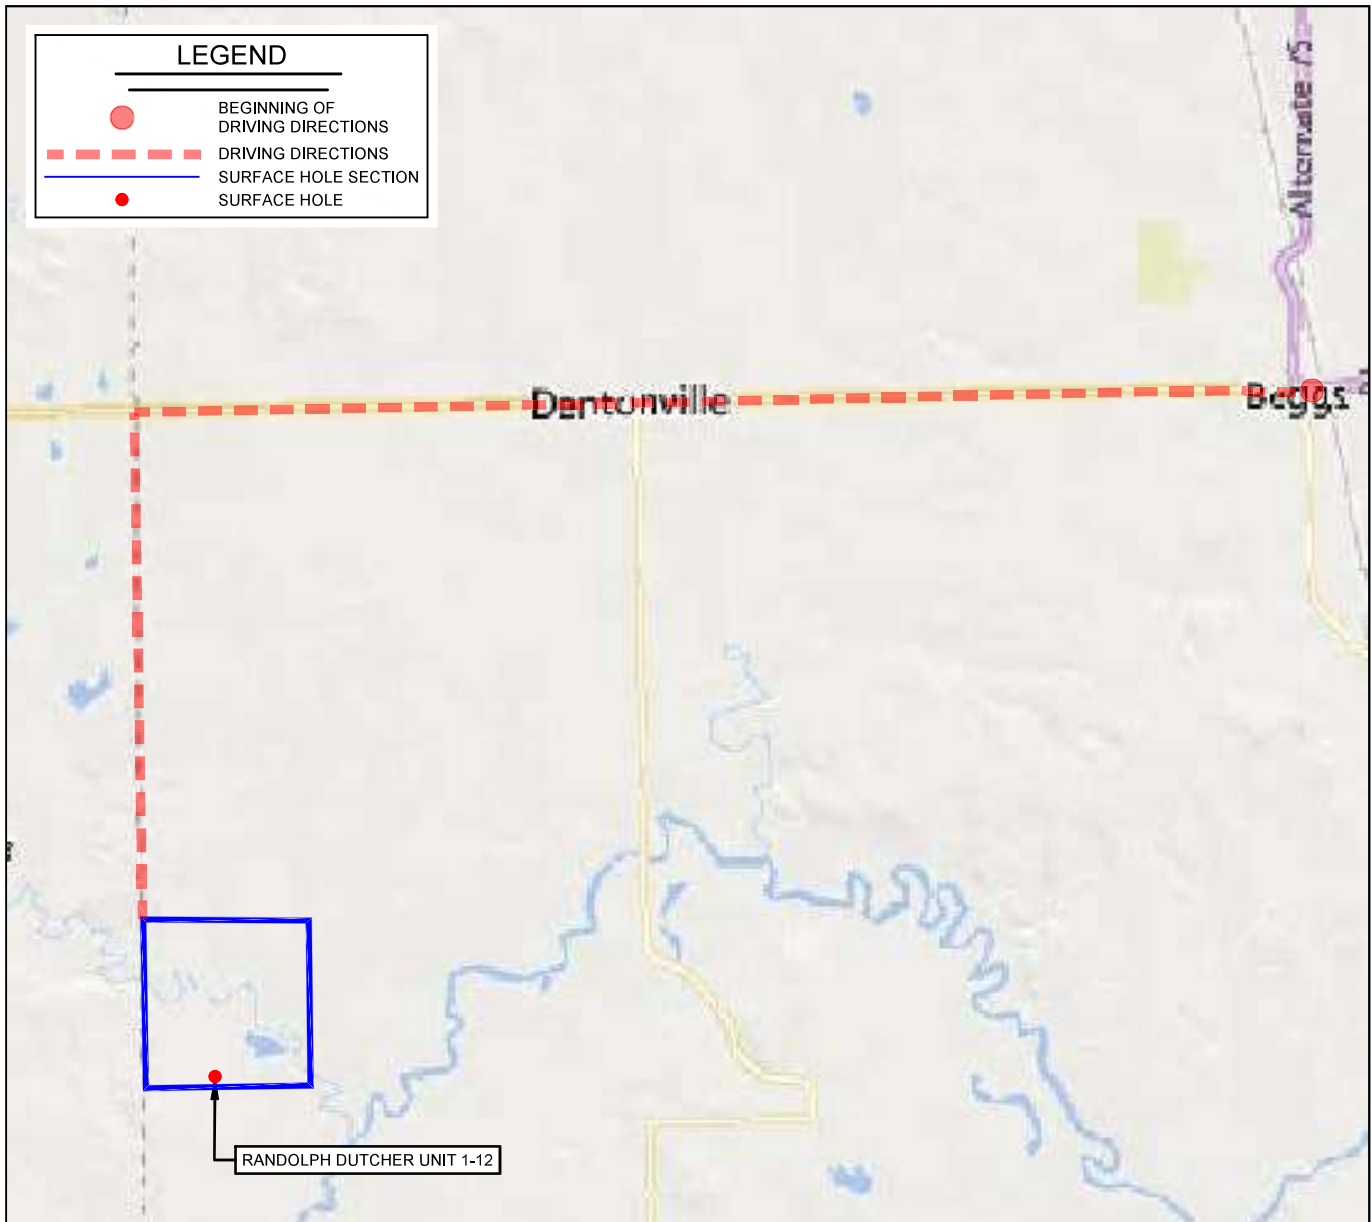 LEGEND
BEGINNING OF
DRIVING DIRECTIONS
DRIVING DIRECTIONS
SURFACE HOLE SECTION
SURFACE HOLE
Alternate 75
Dentonville
Beggs
RANDOLPH DUTCHER UNIT 1-12